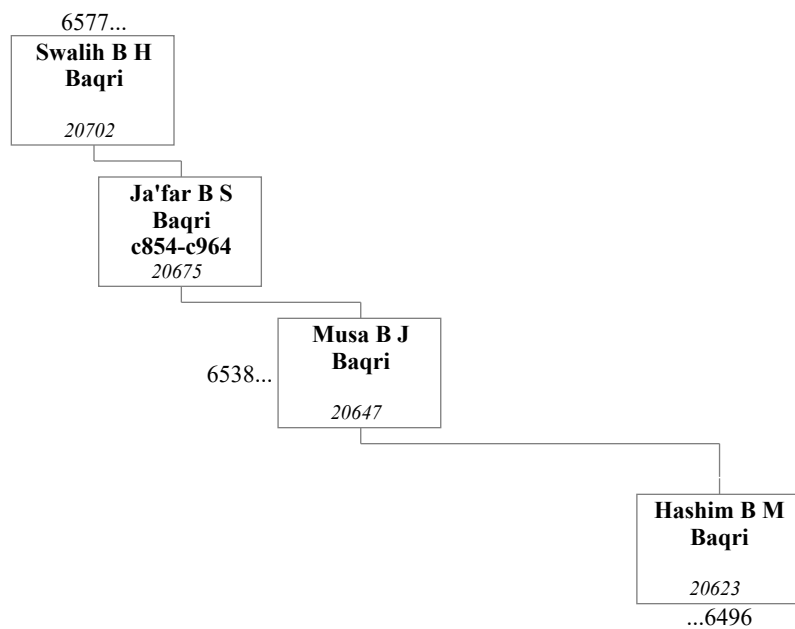 6577...
Swalih B H
Baqri
20702
Ja'far B S
Baqri
c854-c964
20675
Musa B J
Baqri
6538...
20647
Hashim B M
Baqri
20623
...6496